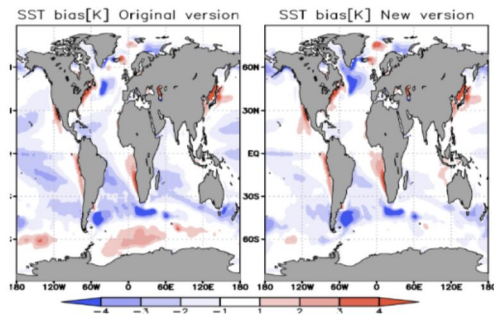 SST bias[K] Original version
SST bias[K] New version
60N
30N
EQ
30S
60S
180 120W 60W 0 60E 120E 180
180 120W 60W 0 60E 120E 180
-4 -3 -2 -1 1 2 3 4